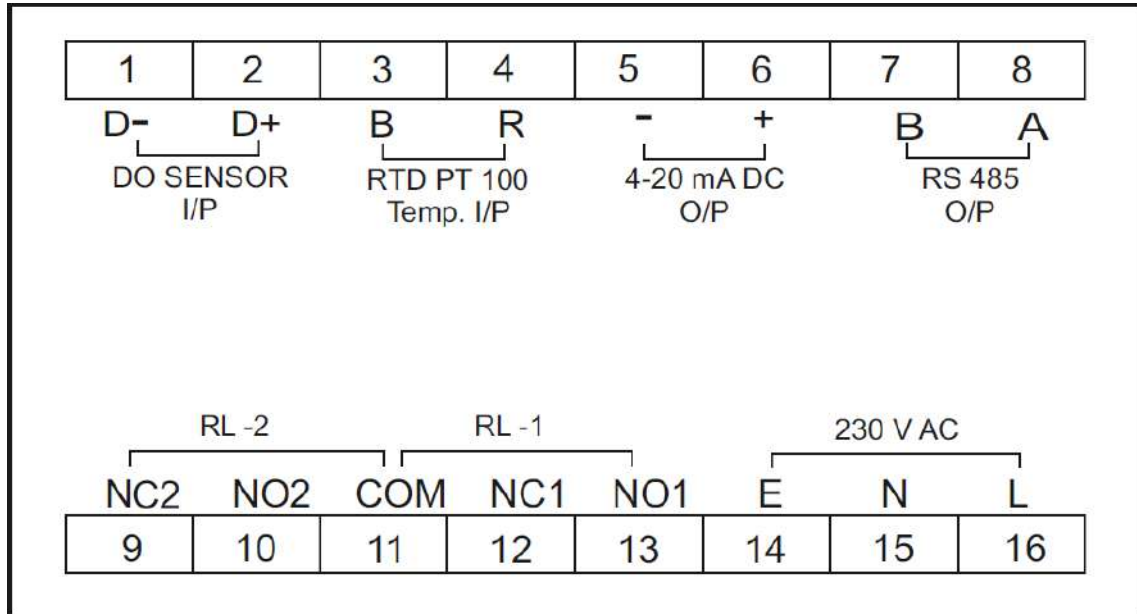 1 2 3 4 5 6 7 8
D- D+ B R - + B A
DO SENSOR RTD PT 100 4-20 mA DC RS 485
I/P Temp. I/P O/P O/P
RL -2 RL -1 230 V AC
NC2 NO2 COM NC1 NO1 E N L
9 10 11 12 13 14 15 16